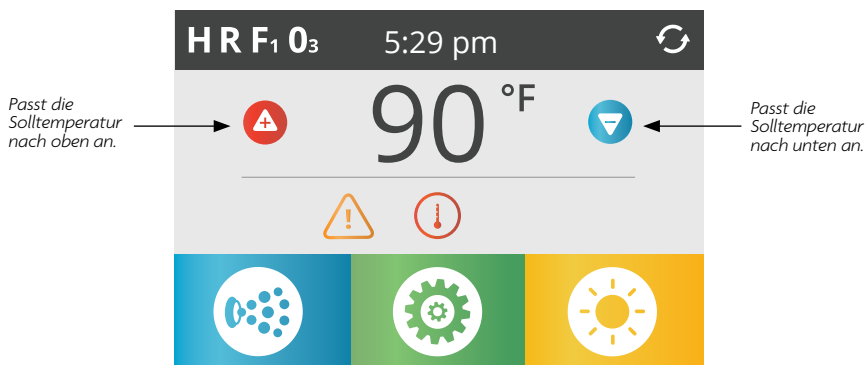 H R F1 03 5:29 pm
Passt die
Solltemperatur
nach oben an.
90 °F
Passt die
Solltemperatur
nach unten an.